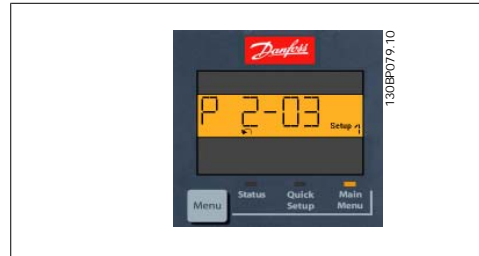 Danfoss
130BP079.10
P 2-03
Setup 1
Status
Quick Setup
Main Menu
Menu